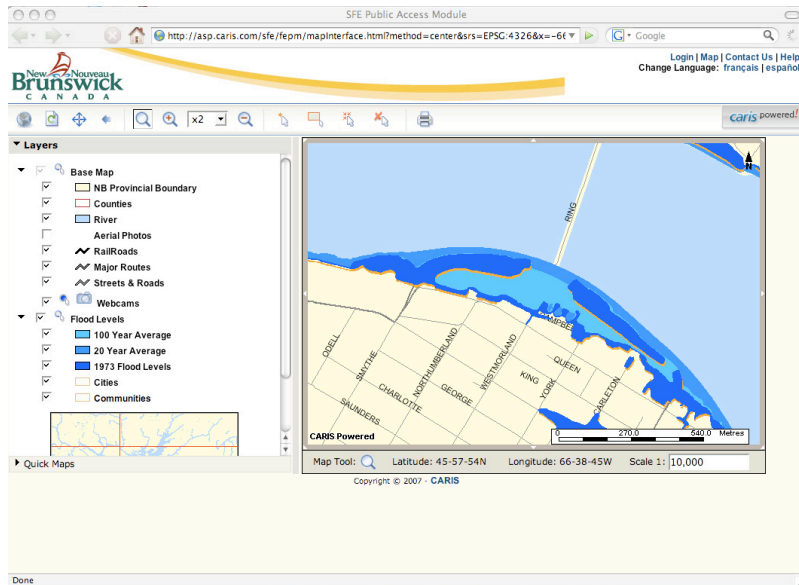 SFE Public Access Module
http://asp.caris.com/sfe/fepm/mapInterface.html?method=center&srs=EPSG:4326&x=-66
G Google
New Nouveau
Brunswick
CANADA
Login | Map | Contact Us | Help
Change Language: français | español
x2
caris powered!
Layers
Base Map
NB Provincial Boundary
Counties
River
Aerial Photos
RailRoads
Major Routes
Streets & Roads
Webcams
Flood Levels
100 Year Average
20 Year Average
1973 Flood Levels
Cities
Communities
Quick Maps
N
RING
CAMPBE
ODELL
SMYTHE
NORTHUMBERLAND
WESTMORLAND
QUEEN
KING
YORK
CARLETON
GEORGE
CHARLOTTE
SAUNDERS
CARIS Powered
0 270.0 540.0 Metres
Map Tool: Latitude: 45-57-54N Longitude: 66-38-45W Scale 1: 10,000
Copyright © 2007 - CARIS
Done